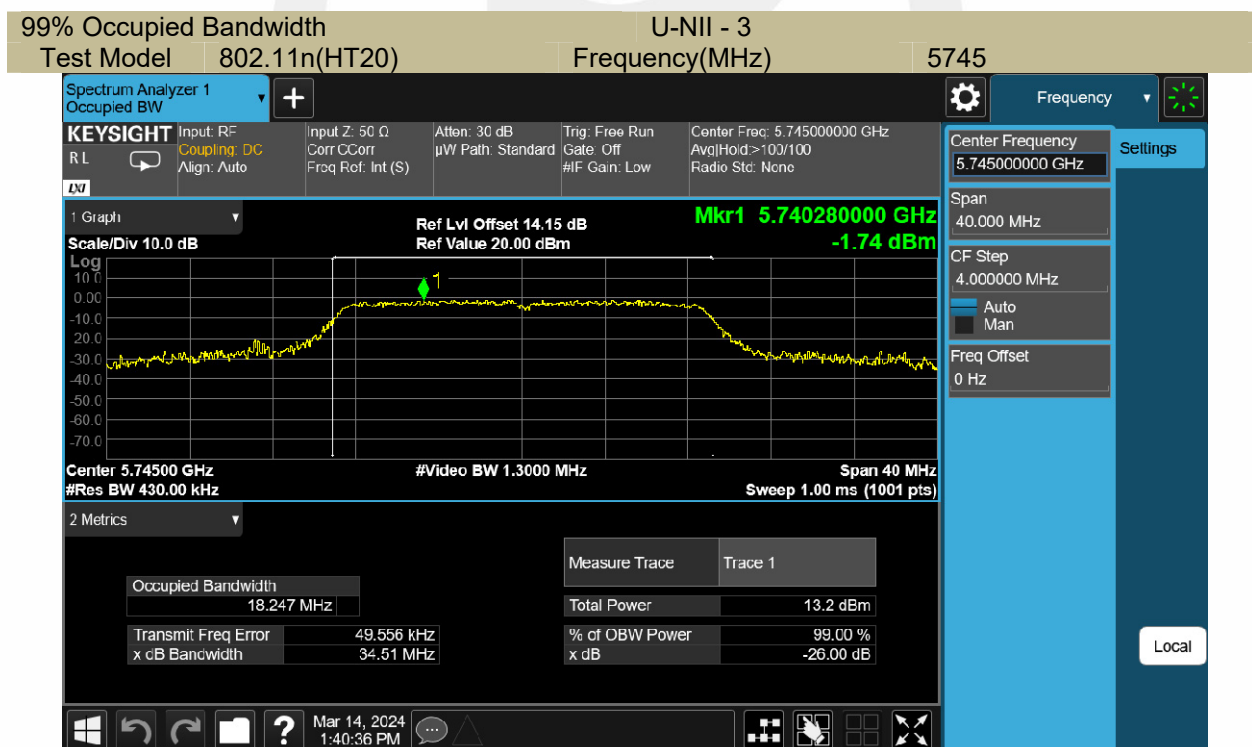 99% Occupied Bandwidth U-NII - 3
Test Model 802.11n(HT20) Frequency(MHz) 5745
Spectrum Analyzer 1
Occupied BW
Frequency
KEYSIGHT
R L
LXI
Input: RF
Coupling: DC
Align: Auto
Input Z: 50 Ω
Corr CCorr
Freq Ref: Int (S)
Atten: 30 dB
µW Path: Standard
Trig: Free Run
Gate: Off
#IF Gain: Low
Center Freq: 5.745000000 GHz
Avg|Hold:>100/100
Radio Std: None
1 Graph
Scale/Div 10.0 dB
Ref Lvl Offset 14.15 dB
Ref Value 20.00 dBm
Mkr1 5.740280000 GHz
-1.74 dBm
Log
10.0
0.00
-10.0
-20.0
-30.0
-40.0
-50.0
-60.0
-70.0
1
Center 5.74500 GHz
#Res BW 430.00 kHz
#Video BW 1.3000 MHz
Span 40 MHz
Sweep 1.00 ms (1001 pts)
2 Metrics
Measure Trace Trace 1
Occupied Bandwidth
18.247 MHz
Total Power 13.2 dBm
Transmit Freq Error 49.556 kHz
% of OBW Power 99.00 %
x dB Bandwidth 34.51 MHz
x dB -26.00 dB
Center Frequency
5.745000000 GHz
Settings
Span
40.000 MHz
CF Step
4.000000 MHz
Auto
Man
Freq Offset
0 Hz
Local
?
Mar 14, 2024
1:40:36 PM